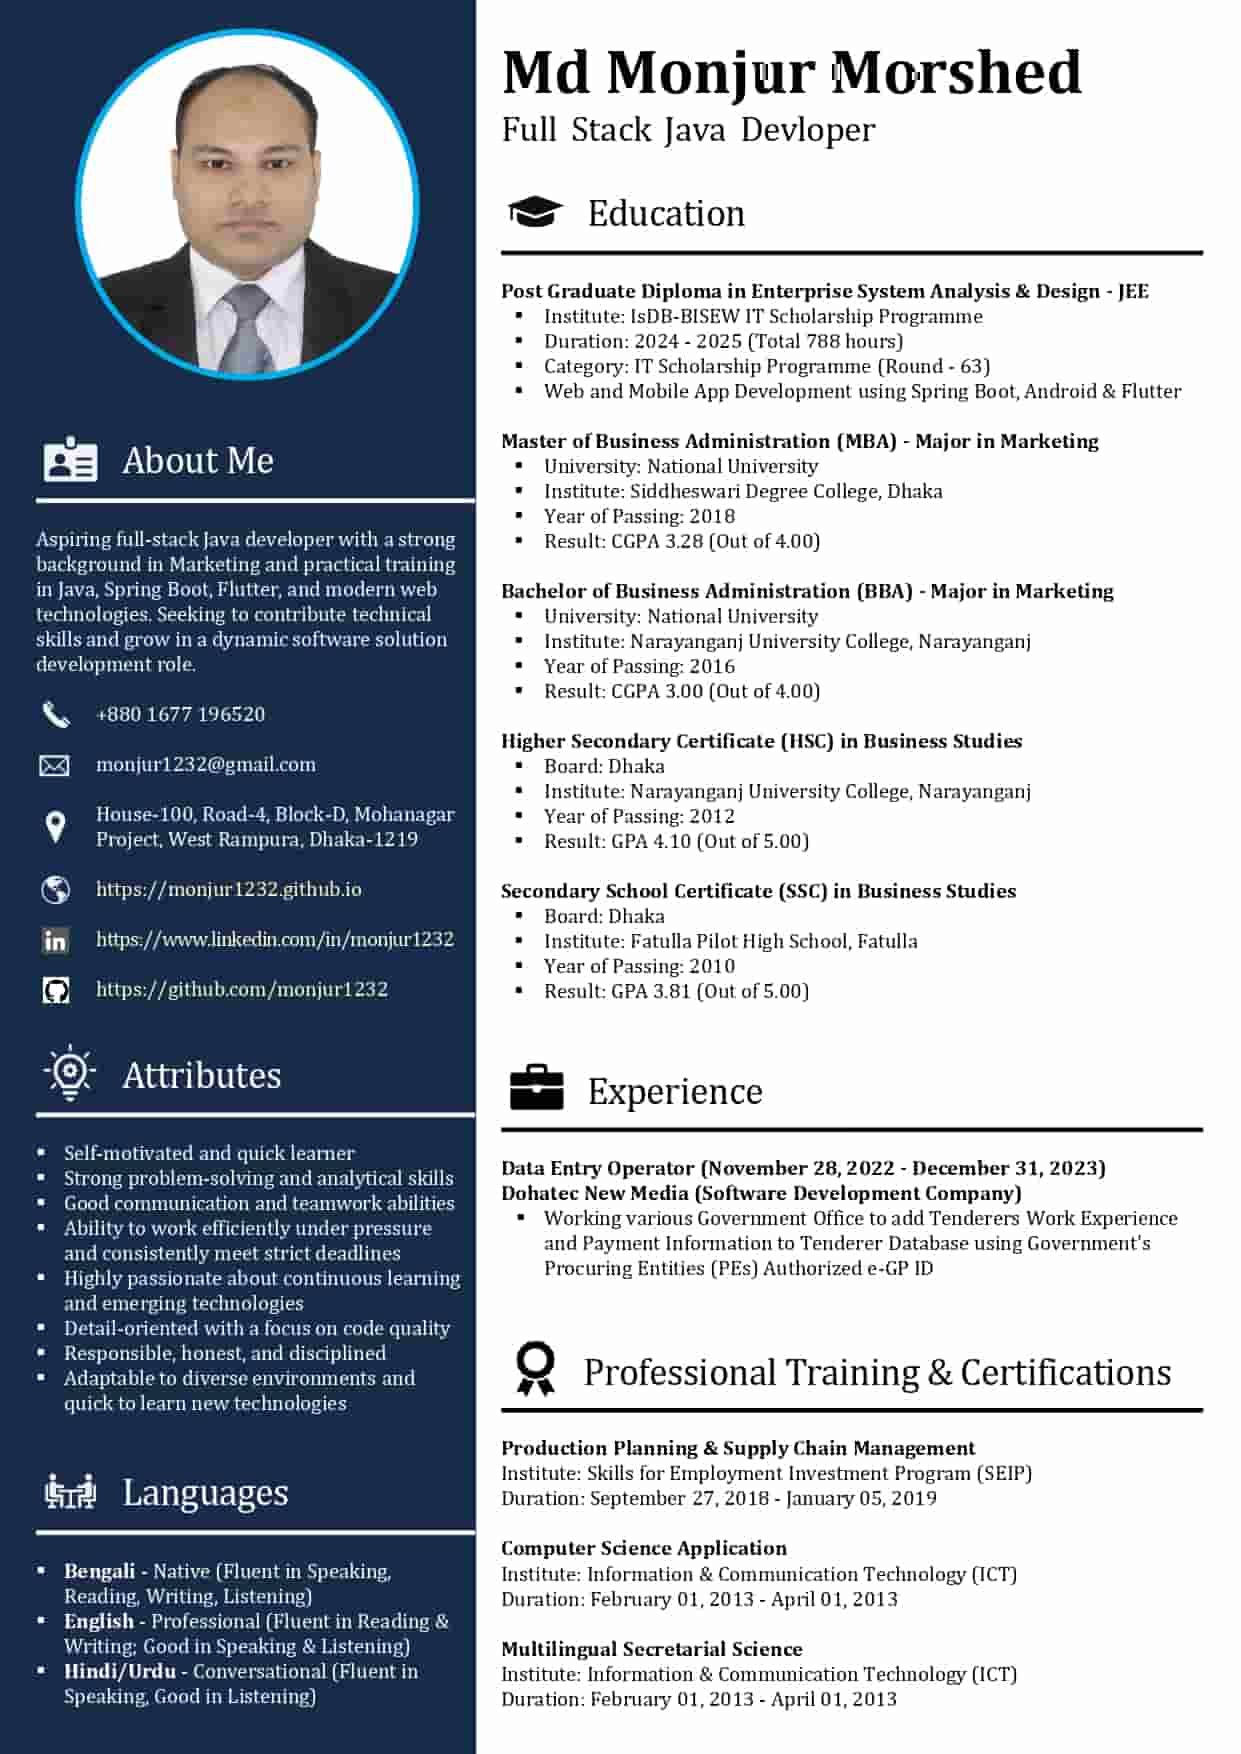 Md Monjur Morshed
Full Stack Java Devloper
About Me
Aspiring full-stack Java developer with a strong
background in Marketing and practical training
in Java, Spring Boot, Flutter, and modern web
technologies. Seeking to contribute technical
skills and grow in a dynamic software solution
development role.
+880 1677 196520
monjur1232@gmail.com
House-100, Road-4, Block-D, Mohanagar
Project, West Rampura, Dhaka-1219
https://monjur1232.github.io
https://www.linkedin.com/in/monjur1232
https://github.com/monjur1232
Attributes
▪ Self-motivated and quick learner
▪ Strong problem-solving and analytical skills
▪ Good communication and teamwork abilities
▪ Ability to work efficiently under pressure
and consistently meet strict deadlines
▪ Highly passionate about continuous learning
and emerging technologies
▪ Detail-oriented with a focus on code quality
▪ Responsible, honest, and disciplined
▪ Adaptable to diverse environments and
quick to learn new technologies
Languages
▪ Bengali - Native (Fluent in Speaking,
Reading, Writing, Listening)
▪ English - Professional (Fluent in Reading &
Writing; Good in Speaking & Listening)
▪ Hindi/Urdu - Conversational (Fluent in
Speaking, Good in Listening)
Education
Post Graduate Diploma in Enterprise System Analysis & Design - JEE
▪ Institute: IsDB-BISEW IT Scholarship Programme
▪ Duration: 2024 - 2025 (Total 788 hours)
▪ Category: IT Scholarship Programme (Round - 63)
▪ Web and Mobile App Development using Spring Boot, Android & Flutter
Master of Business Administration (MBA) - Major in Marketing
▪ University: National University
▪ Institute: Siddheswari Degree College, Dhaka
▪ Year of Passing: 2018
▪ Result: CGPA 3.28 (Out of 4.00)
Bachelor of Business Administration (BBA) - Major in Marketing
▪ University: National University
▪ Institute: Narayanganj University College, Narayanganj
▪ Year of Passing: 2016
▪ Result: CGPA 3.00 (Out of 4.00)
Higher Secondary Certificate (HSC) in Business Studies
▪ Board: Dhaka
▪ Institute: Narayanganj University College, Narayanganj
▪ Year of Passing: 2012
▪ Result: GPA 4.10 (Out of 5.00)
Secondary School Certificate (SSC) in Business Studies
▪ Board: Dhaka
▪ Institute: Fatulla Pilot High School, Fatulla
▪ Year of Passing: 2010
▪ Result: GPA 3.81 (Out of 5.00)
Experience
Data Entry Operator (November 28, 2022 - December 31, 2023)
Dohatec New Media (Software Development Company)
▪ Working various Government Office to add Tenderers Work Experience
and Payment Information to Tenderer Database using Government's
Procuring Entities (PEs) Authorized e-GP ID
Professional Training & Certifications
Production Planning & Supply Chain Management
Institute: Skills for Employment Investment Program (SEIP)
Duration: September 27, 2018 - January 05, 2019
Computer Science Application
Institute: Information & Communication Technology (ICT)
Duration: February 01, 2013 - April 01, 2013
Multilingual Secretarial Science
Institute: Information & Communication Technology (ICT)
Duration: February 01, 2013 - April 01, 2013